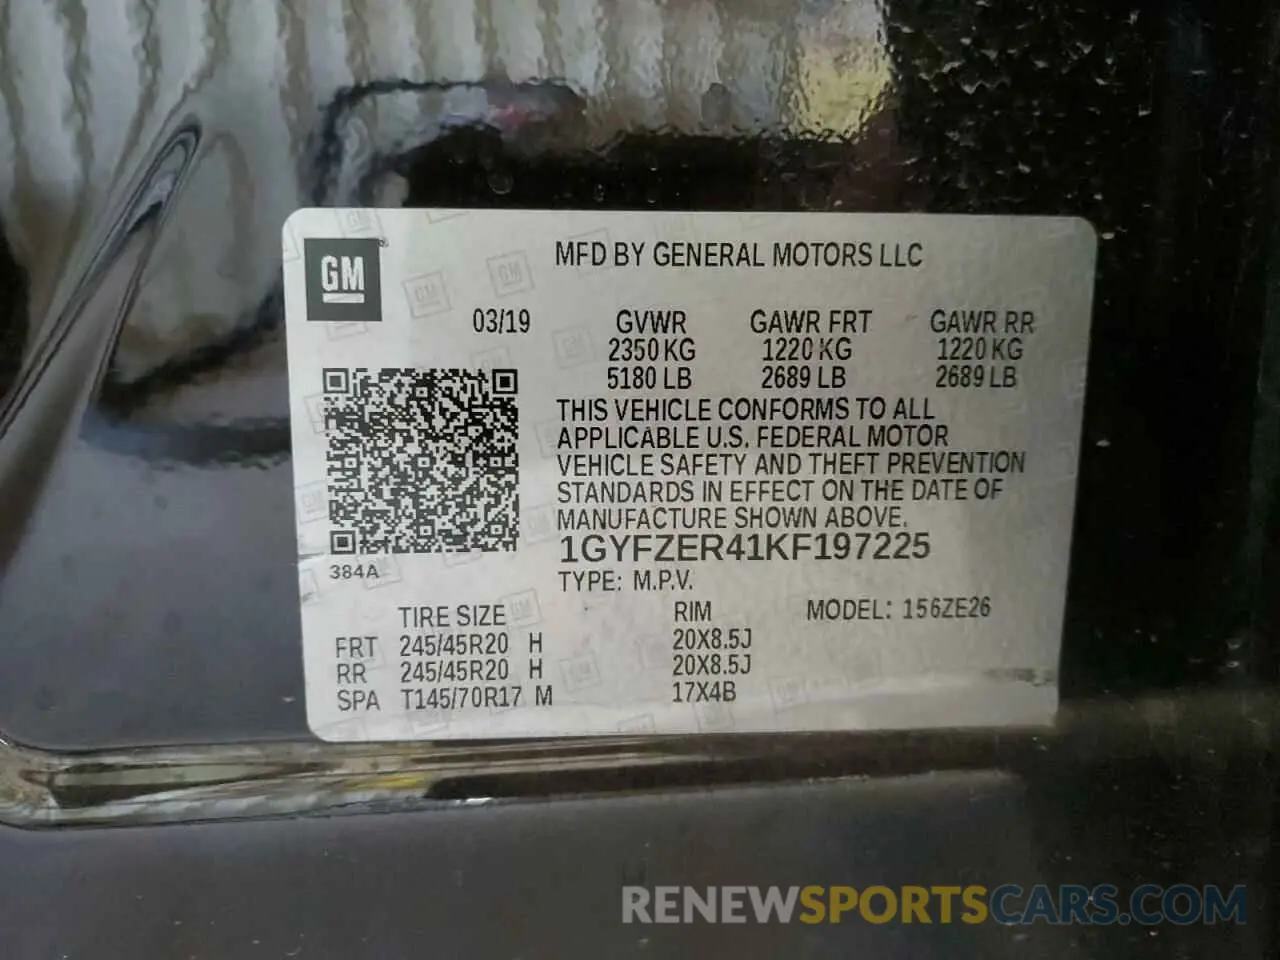 GM
MFD BY GENERAL MOTORS LLC
03/19 GVWR GAWR FRT GAWR RR
2350 KG 1220 KG 1220 KG
5180 LB 2689 LB 2689 LB
THIS VEHICLE CONFORMS TO ALL
APPLICABLE U.S. FEDERAL MOTOR
VEHICLE SAFETY AND THEFT PREVENTION
STANDARDS IN EFFECT ON THE DATE OF
MANUFACTURE SHOWN ABOVE.
1GYFZER41KF197225
384A
TYPE: M.P.V.
TIRE SIZE RIM MODEL: 156ZE26
FRT 245/45R20 H 20X8.5J
RR 245/45R20 H 20X8.5J
SPA T145/70R17 M 17X4B
RENEWSPORTSCARS.COM